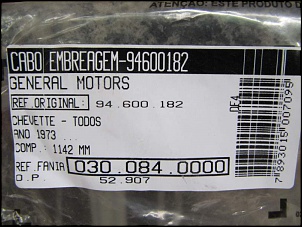 ATENÇÃO: ESTE PRODUTO
CABO EMBREAGEM-94600182
GENERAL MOTORS
REF.ORIGINAL: 94.600.182
CHEVETTE - TODOS
ANO 1973 ...
COMP.: 1142 MM
REF.FANIA 030.084.0000
O.P. 52.907
DE4
7893015007095